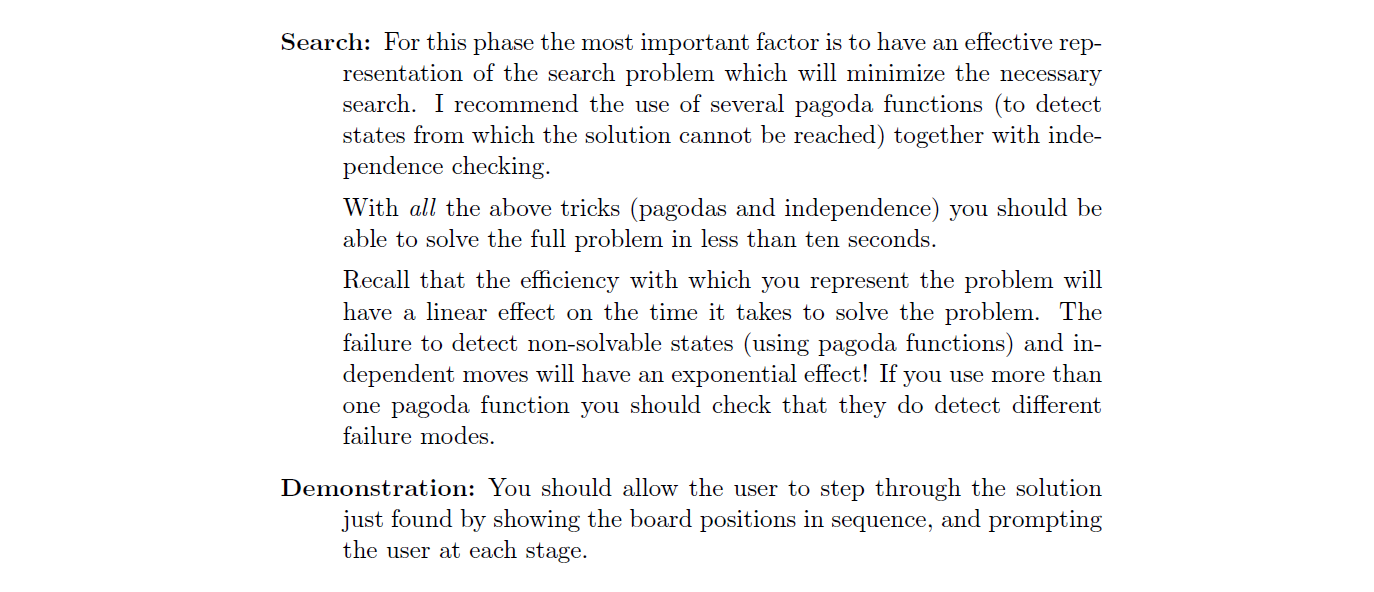 Search: For this phase the most important factor is to have an effective rep-
resentation of the search problem which will minimize the necessary
search. I recommend the use of several pagoda functions (to detect
states from which the solution cannot be reached) together with inde-
pendence checking.
With all the above tricks (pagodas and independence) you should be
able to solve the full problem in less than ten seconds.
Recall that the efficiency with which you represent the problem will
have a linear effect on the time it takes to solve the problem. The
failure to detect non-solvable states (using pagoda functions) and in-
dependent moves will have an exponential effect! If you use more than
one pagoda function you should check that they do detect different
failure modes.
Demonstration: You should allow the user to step through the solution
just found by showing the board positions in sequence, and prompting
the user at each stage.